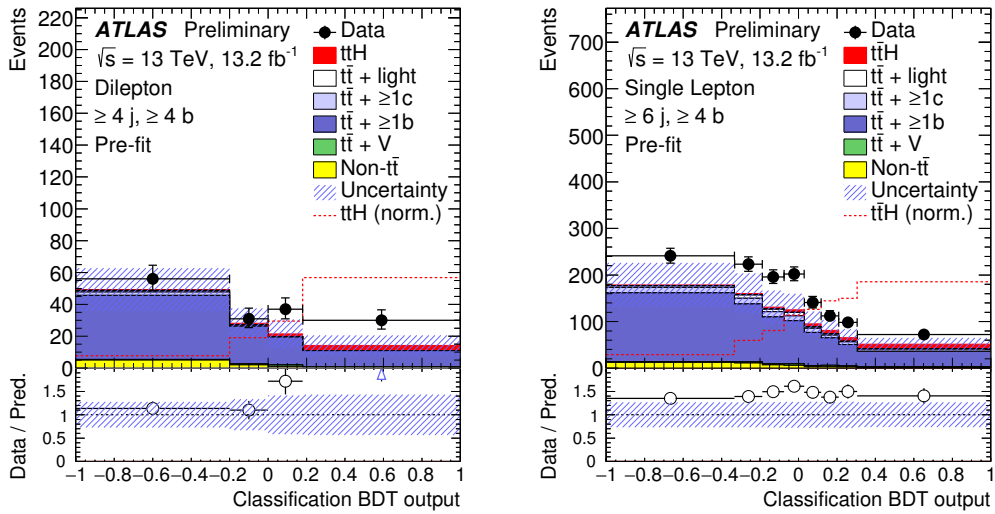 Events
220
200
180
160
140
120
100
80
60
40
20
0
ATLAS Preliminary
√s = 13 TeV, 13.2 fb⁻¹
Dilepton
≥ 4 j, ≥ 4 b
Pre-fit
Data
tt̄H
tt̄ + light
tt̄ + ≥1c
tt̄ + ≥1b
tt̄ + V
Non-tt̄
Uncertainty
ttH (norm.)
Data / Pred.
1.5
1
0.5
0
−1 −0.8 −0.6 −0.4 −0.2 0 0.2 0.4 0.6 0.8 1
Classification BDT output
Events
700
600
500
400
300
200
100
0
ATLAS Preliminary
√s = 13 TeV, 13.2 fb⁻¹
Single Lepton
≥ 6 j, ≥ 4 b
Pre-fit
Data
tt̄H
tt̄ + light
tt̄ + ≥1c
tt̄ + ≥1b
tt̄ + V
Non-tt̄
Uncertainty
tt̄H (norm.)
Data / Pred.
1.5
1
0.5
0
−1 −0.8 −0.6 −0.4 −0.2 0 0.2 0.4 0.6 0.8 1
Classification BDT output